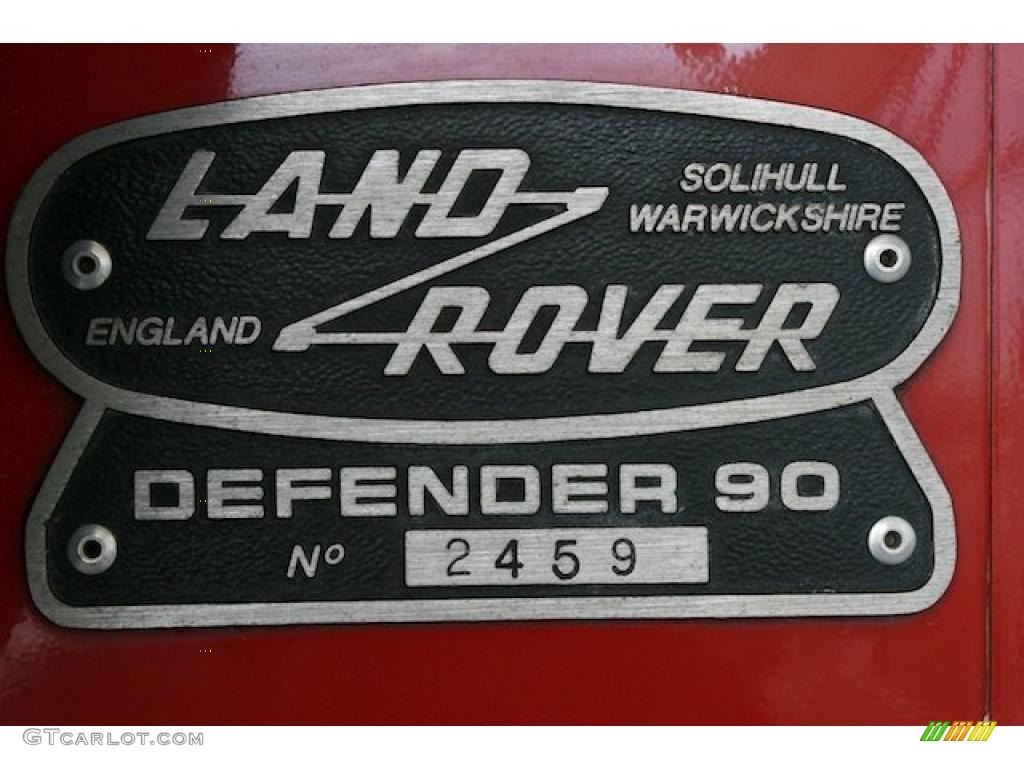 LAND
SOLIHULL
WARWICKSHIRE
ROVER
ENGLAND
DEFENDER 90
Nº 2459
GTCARLOT.COM